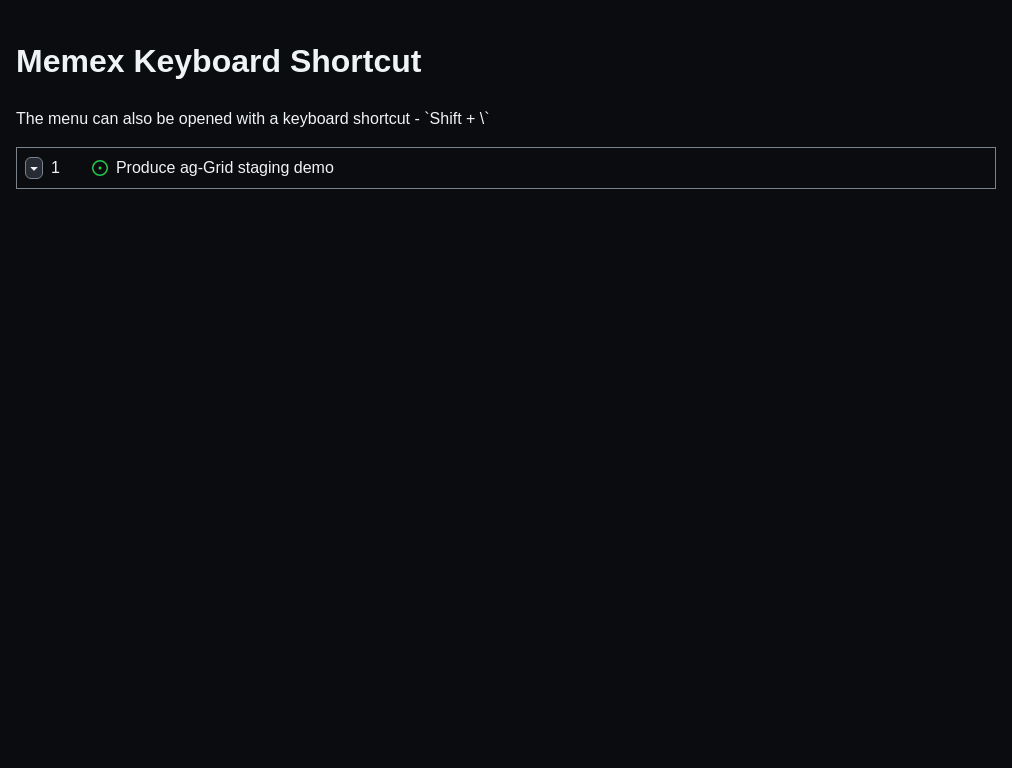 Memex Keyboard Shortcut
The menu can also be opened with a keyboard shortcut - `Shift + \`
1 Produce ag-Grid staging demo